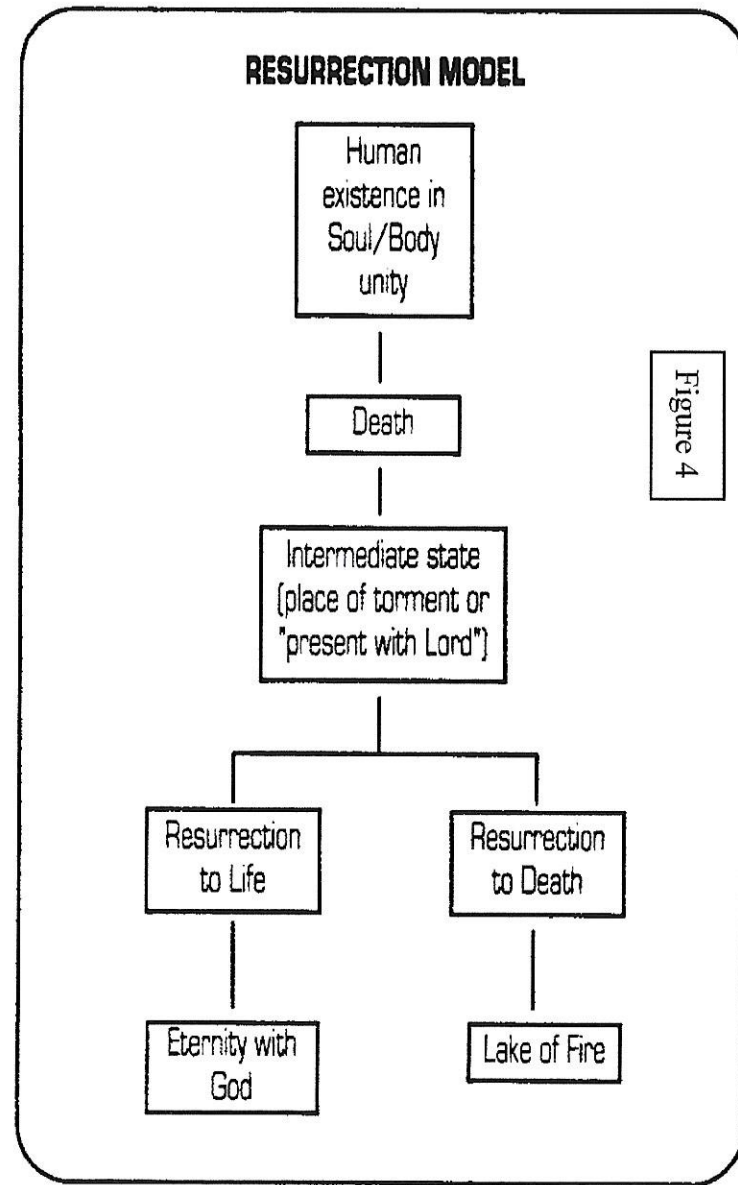 RESURRECTION MODEL
Human
existence in
Soul/Body
unity
Figure 4
Death
Intermediate state
(place of torment or
"present with Lord")
Resurrection
to Life
Resurrection
to Death
Eternity with
God
Lake of Fire